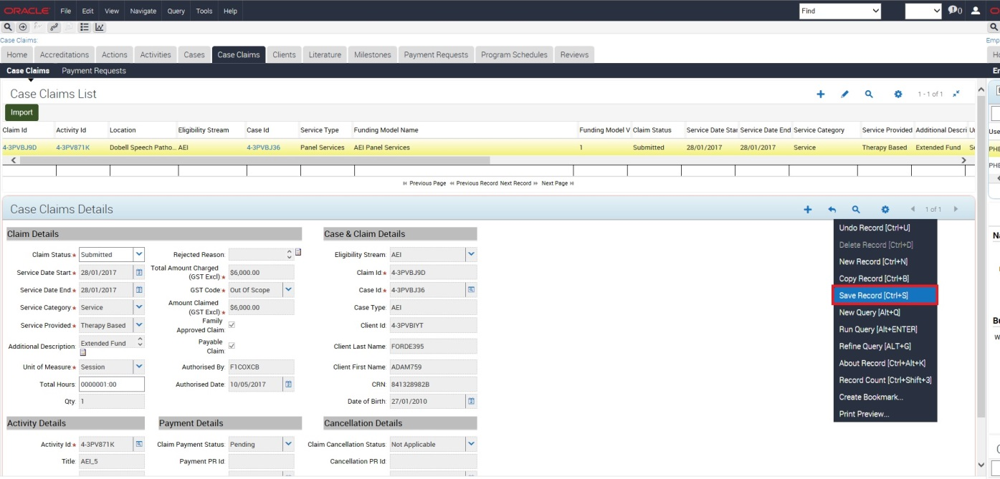 ORACLE File Edit View Navigate Query Tools Help Find 0
Case Claims:
Home Accreditations Actions Activities Cases Case Claims Clients Literature Milestones Payment Requests Program Schedules Reviews
Case Claims Payment Requests
Case Claims List 1 - 1 of 1
Import
Claim Id Activity Id Location Eligibility Stream Case Id Service Type Funding Model Name Funding Model V Claim Status Service Date Star Service Date End Service Category Service Provided Additional Descri
4-3PVBJ9D 4-3PV871K Dobell Speech Patho... AEI 4-3PVBJ36 Panel Services AEI Panel Services 1 Submitted 28/01/2017 28/01/2017 Service Therapy Based Extended Fund
Previous Page Previous Record Next Record Next Page
Case Claims Details 1 of 1
Claim Details Case & Claim Details
Claim Status:* Submitted Rejected Reason: Eligibility Stream: AEI
Service Date Start:* 28/01/2017 Total Amount Charged (GST Excl):* $6,000.00 Claim Id:* 4-3PVBJ9D
Service Date End:* 28/01/2017 GST Code:* Out Of Scope Case Id:* 4-3PVBJ36
Service Category:* Service Amount Claimed (GST Excl):* $6,000.00 Case Type: AEI
Service Provided:* Therapy Based Family Approved Claim: Client Id: 4-3PVBIYT
Additional Description: Extended Fund Payable Claim: Client Last Name: FORDE395
Unit of Measure:* Session Authorised By: F1COXCB Client First Name: ADAM759
Total Hours: 0000001:00 Authorised Date: 10/05/2017 CRN: 841328982B
Qty: 1 Date of Birth: 27/01/2010
Activity Details Payment Details Cancellation Details
Activity Id:* 4-3PV871K Claim Payment Status: Pending Claim Cancellation Status: Not Applicable
Title: AEI_5 Payment PR Id: Cancellation PR Id:
Undo Record [Ctrl+U]
Delete Record [Ctrl+D]
New Record [Ctrl+N]
Copy Record [Ctrl+B]
Save Record [Ctrl+S]
New Query [Alt+Q]
Run Query [Alt+ENTER]
Refine Query [ALT+G]
About Record [Ctrl+Alt+K]
Record Count [Ctrl+Shift+3]
Create Bookmark...
Print Preview...